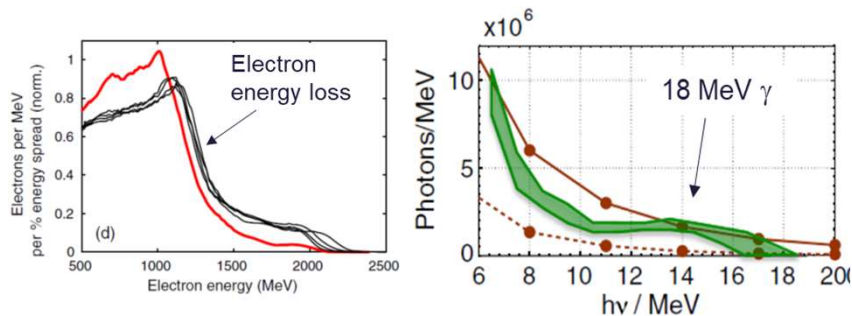 Electrons per MeV
per % energy spread (norm.)
1
0.8
0.6
0.4
0.2
0
Electron
energy loss
(d)
500
1000
1500
2000
2500
Electron energy (MeV)
x10⁶
Photons/MeV
10
5
0
18 MeV γ
6
8
10
12
14
16
18
200
hν / MeV